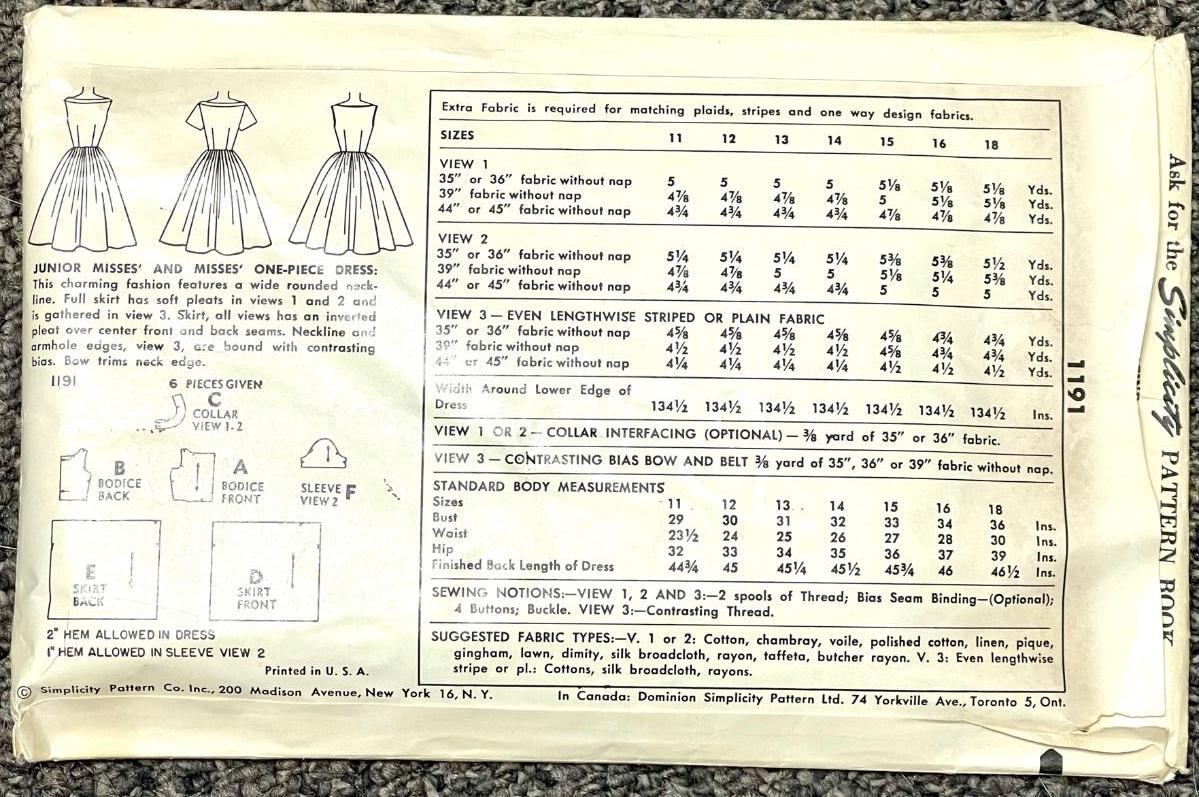 JUNIOR MISSES' AND MISSES' ONE-PIECE DRESS:
This charming fashion features a wide rounded neck-
line. Full skirt has soft pleats in views 1 and 2 and
is gathered in view 3. Skirt, all views has an inverted
pleat over center front and back seams. Neckline and
armhole edges, view 3, are bound with contrasting
bias. Bow trims neck edge.
1191
6 PIECES GIVEN
C
COLLAR
VIEW 1-2
B
BODICE
BACK
A
BODICE
FRONT
SLEEVE F
VIEW 2
E
SKIRT
BACK
D
SKIRT
FRONT
2" HEM ALLOWED IN DRESS
1" HEM ALLOWED IN SLEEVE VIEW 2
Printed in U. S. A.
Extra Fabric is required for matching plaids, stripes and one way design fabrics.
SIZES 11 12 13 14 15 16 18
VIEW 1
35" or 36" fabric without nap 5 5 5 5 5⅛ 5⅛ 5⅛ Yds.
39" fabric without nap 4⅞ 4⅞ 4⅞ 4⅞ 5 5⅛ 5⅛ Yds.
44" or 45" fabric without nap 4¾ 4¾ 4¾ 4¾ 4⅞ 4⅞ 4⅞ Yds.
VIEW 2
35" or 36" fabric without nap 5¼ 5¼ 5¼ 5¼ 5⅜ 5⅜ 5½ Yds.
39" fabric without nap 4⅞ 4⅞ 5 5 5⅛ 5¼ 5⅜ Yds.
44" or 45" fabric without nap 4¾ 4¾ 4¾ 4¾ 5 5 5 Yds.
VIEW 3 — EVEN LENGTHWISE STRIPED OR PLAIN FABRIC
35" or 36" fabric without nap 4⅝ 4⅝ 4⅝ 4⅝ 4⅝ 4¾ 4¾ Yds.
39" fabric without nap 4½ 4½ 4½ 4½ 4⅝ 4¾ 4¾ Yds.
44" or 45" fabric without nap 4¼ 4¼ 4¼ 4¼ 4½ 4½ 4½ Yds.
Width Around Lower Edge of
Dress 134½ 134½ 134½ 134½ 134½ 134½ 134½ Ins.
VIEW 1 OR 2 — COLLAR INTERFACING (OPTIONAL) — ⅜ yard of 35" or 36" fabric.
VIEW 3 — CONTRASTING BIAS BOW AND BELT ⅜ yard of 35", 36" or 39" fabric without nap.
STANDARD BODY MEASUREMENTS
Sizes 11 12 13 14 15 16 18
Bust 29 30 31 32 33 34 36 Ins.
Waist 23½ 24 25 26 27 28 30 Ins.
Hip 32 33 34 35 36 37 39 Ins.
Finished Back Length of Dress 44¾ 45 45¼ 45½ 45¾ 46 46½ Ins.
SEWING NOTIONS:—VIEW 1, 2 AND 3:—2 spools of Thread; Bias Seam Binding—(Optional);
4 Buttons; Buckle. VIEW 3:—Contrasting Thread.
SUGGESTED FABRIC TYPES:—V. 1 or 2: Cotton, chambray, voile, polished cotton, linen, pique,
gingham, lawn, dimity, silk broadcloth, rayon, taffeta, butcher rayon. V. 3: Even lengthwise
stripe or pl.: Cottons, silk broadcloth, rayons.
© Simplicity Pattern Co. Inc., 200 Madison Avenue, New York 16, N. Y.
In Canada: Dominion Simplicity Pattern Ltd. 74 Yorkville Ave., Toronto 5, Ont.
1191
Ask for the Simplicity PATTERN BOOK